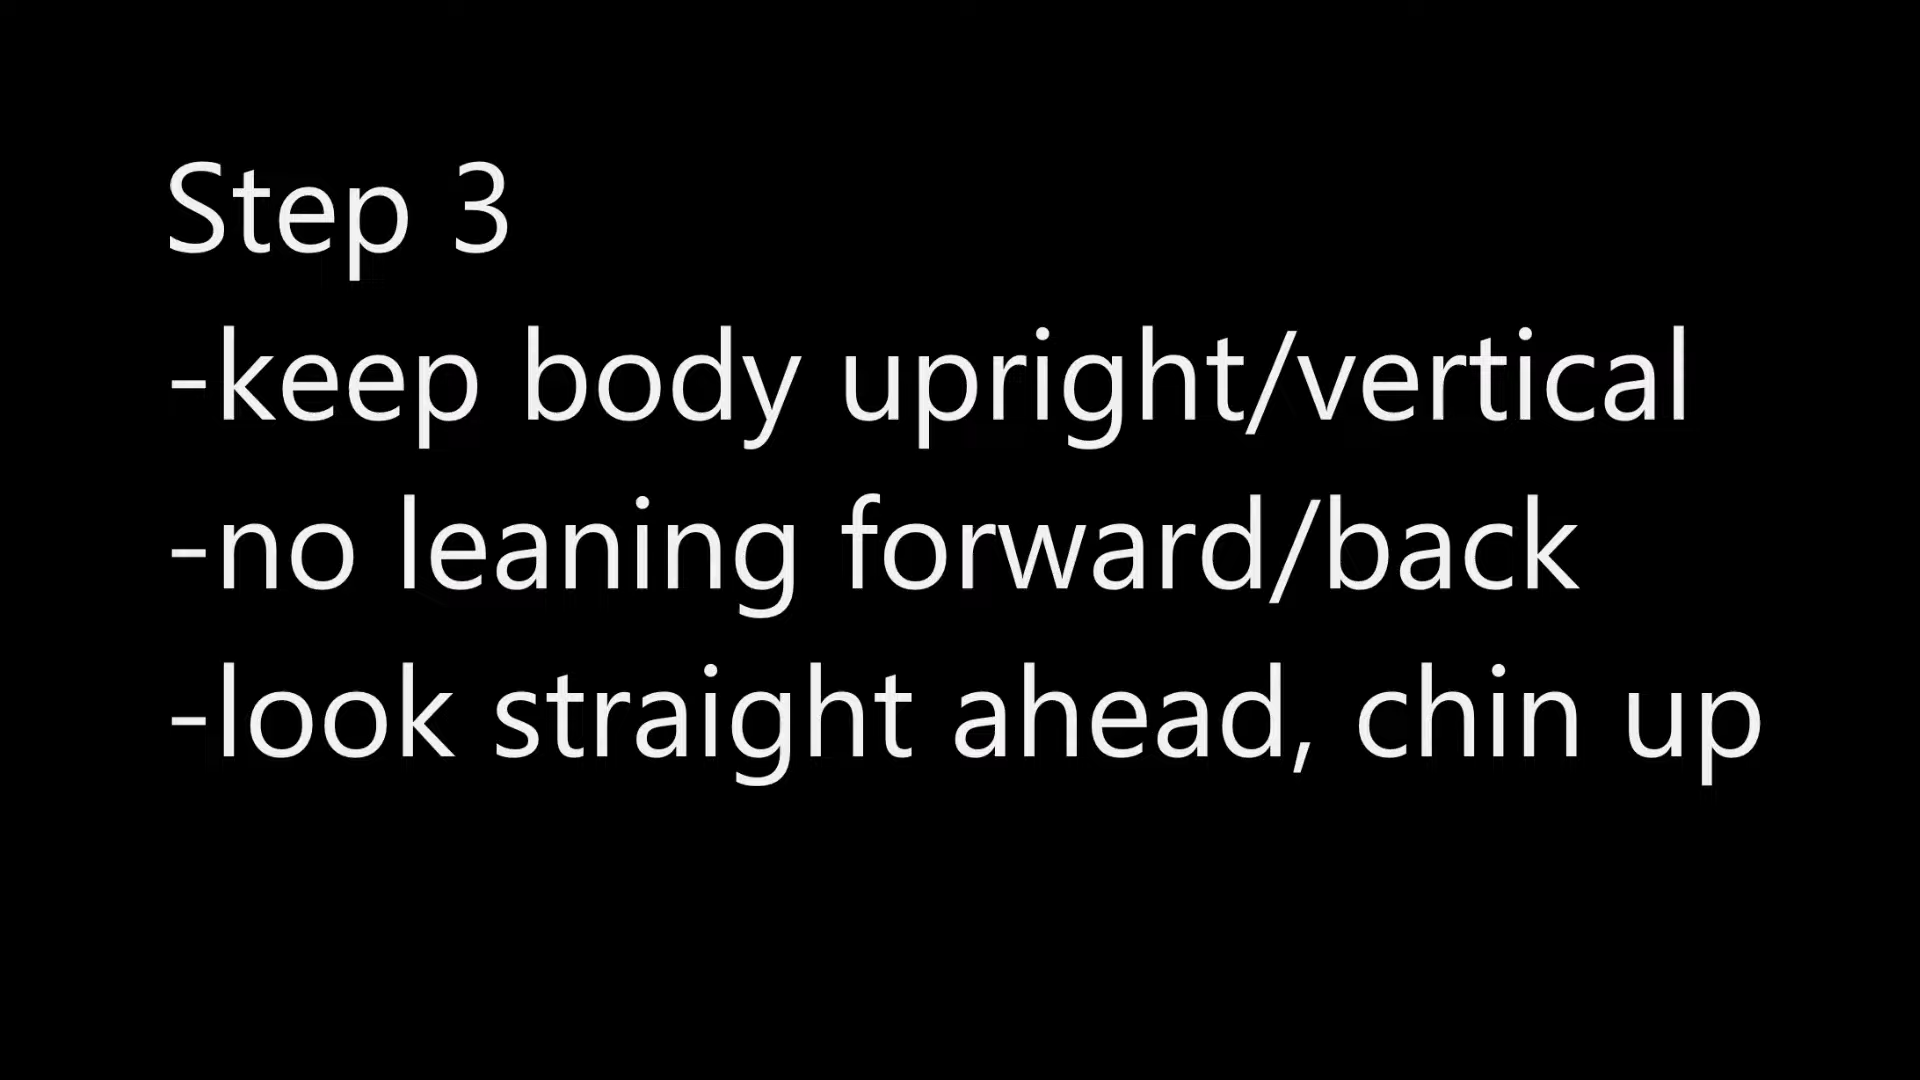 Step 3
-keep body upright/vertical
-no leaning forward/back
-look straight ahead, chin up